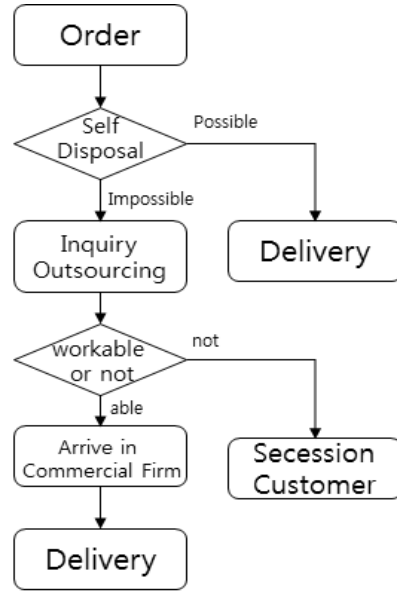 Order
Self
Disposal
Possible
Impossible
Inquiry
Outsourcing
Delivery
workable
or not
not
able
Arrive in
Commercial Firm
Secession
Customer
Delivery